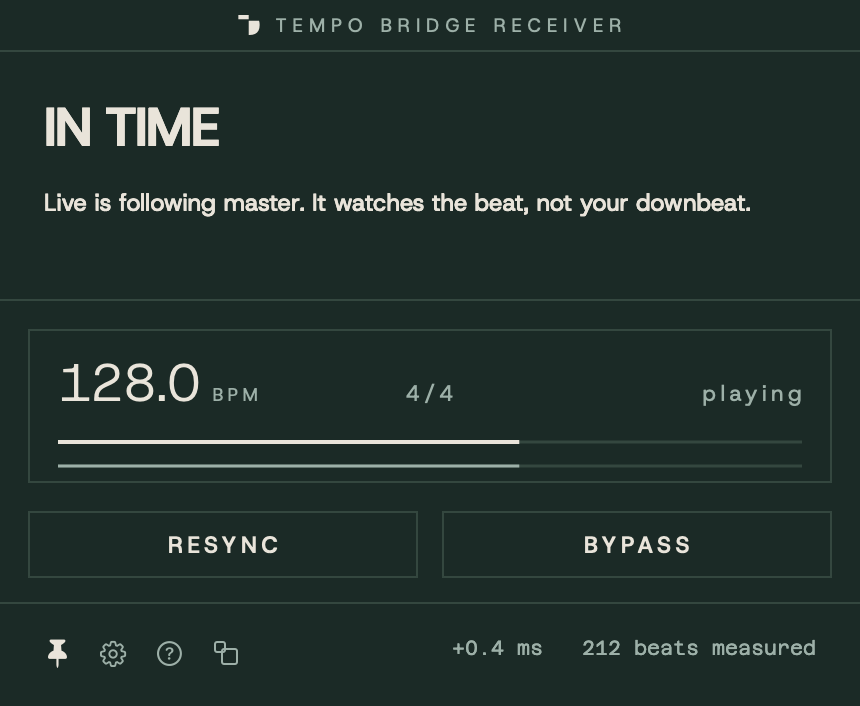 TEMPO BRIDGE RECEIVER
IN TIME
Live is following master. It watches the beat, not your downbeat.
128.0 BPM 4/4 playing
RESYNC BYPASS
? +0.4 ms 212 beats measured